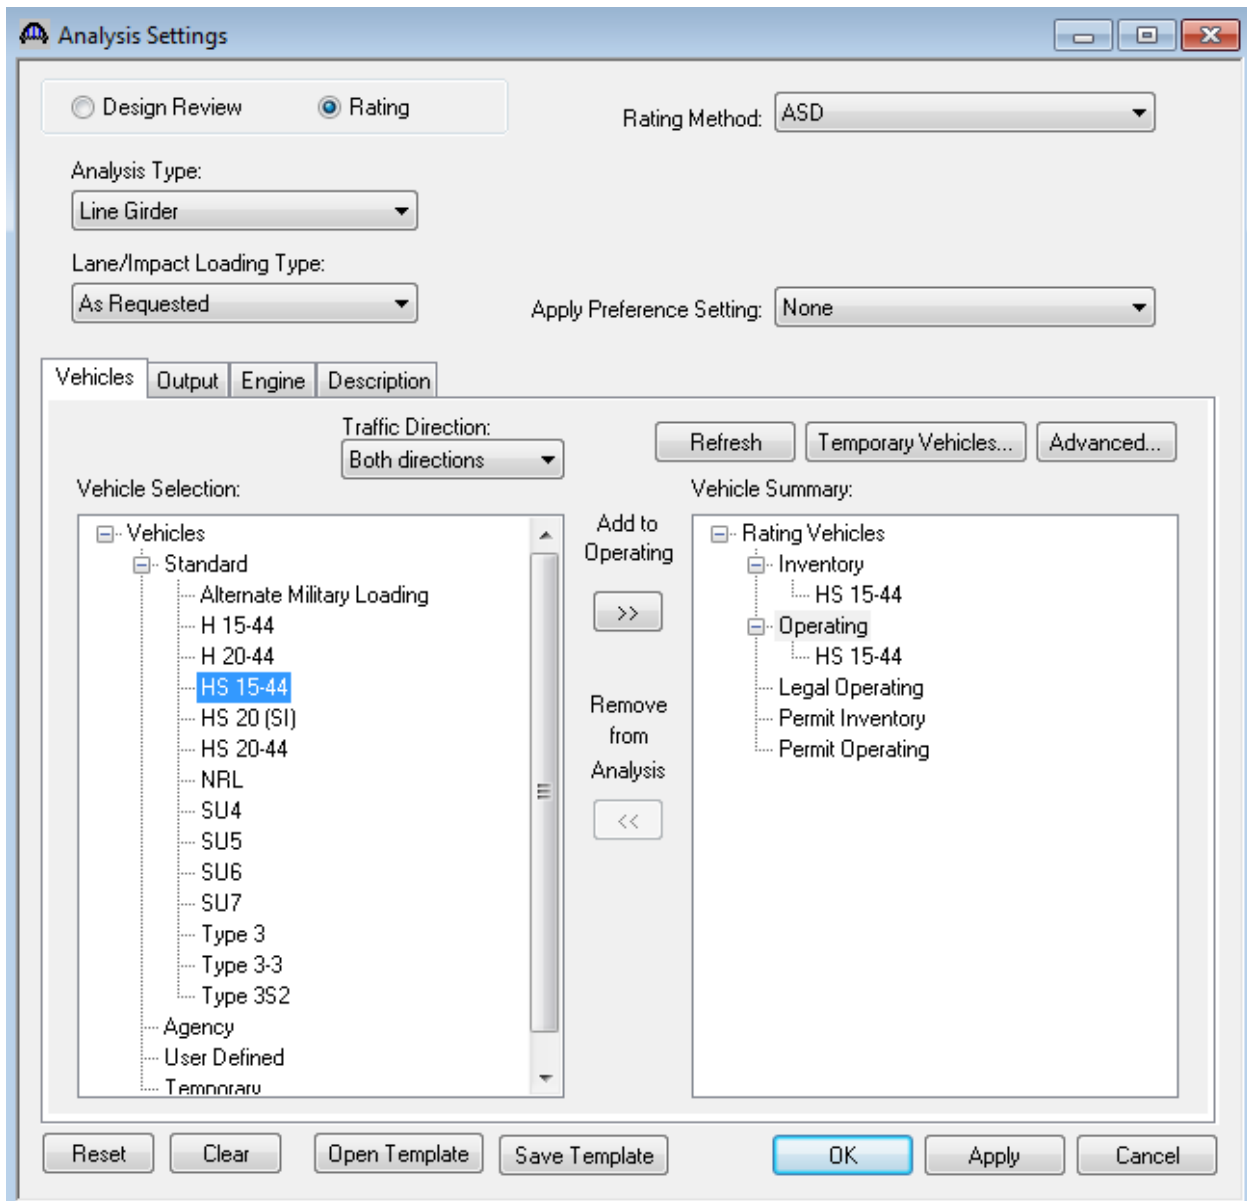 Analysis Settings
Design Review Rating
Rating Method: ASD
Analysis Type:
Line Girder
Lane/Impact Loading Type:
As Requested
Apply Preference Setting: None
Vehicles Output Engine Description
Traffic Direction:
Both directions
Refresh Temporary Vehicles... Advanced...
Vehicle Selection:
Vehicles
Standard
Alternate Military Loading
H 15-44
H 20-44
HS 15-44
HS 20 (SI)
HS 20-44
NRL
SU4
SU5
SU6
SU7
Type 3
Type 3-3
Type 3S2
Agency
User Defined
Temporary
Add to
Operating
>>
Remove
from
Analysis
<<
Vehicle Summary:
Rating Vehicles
Inventory
HS 15-44
Operating
HS 15-44
Legal Operating
Permit Inventory
Permit Operating
Reset Clear Open Template Save Template OK Apply Cancel